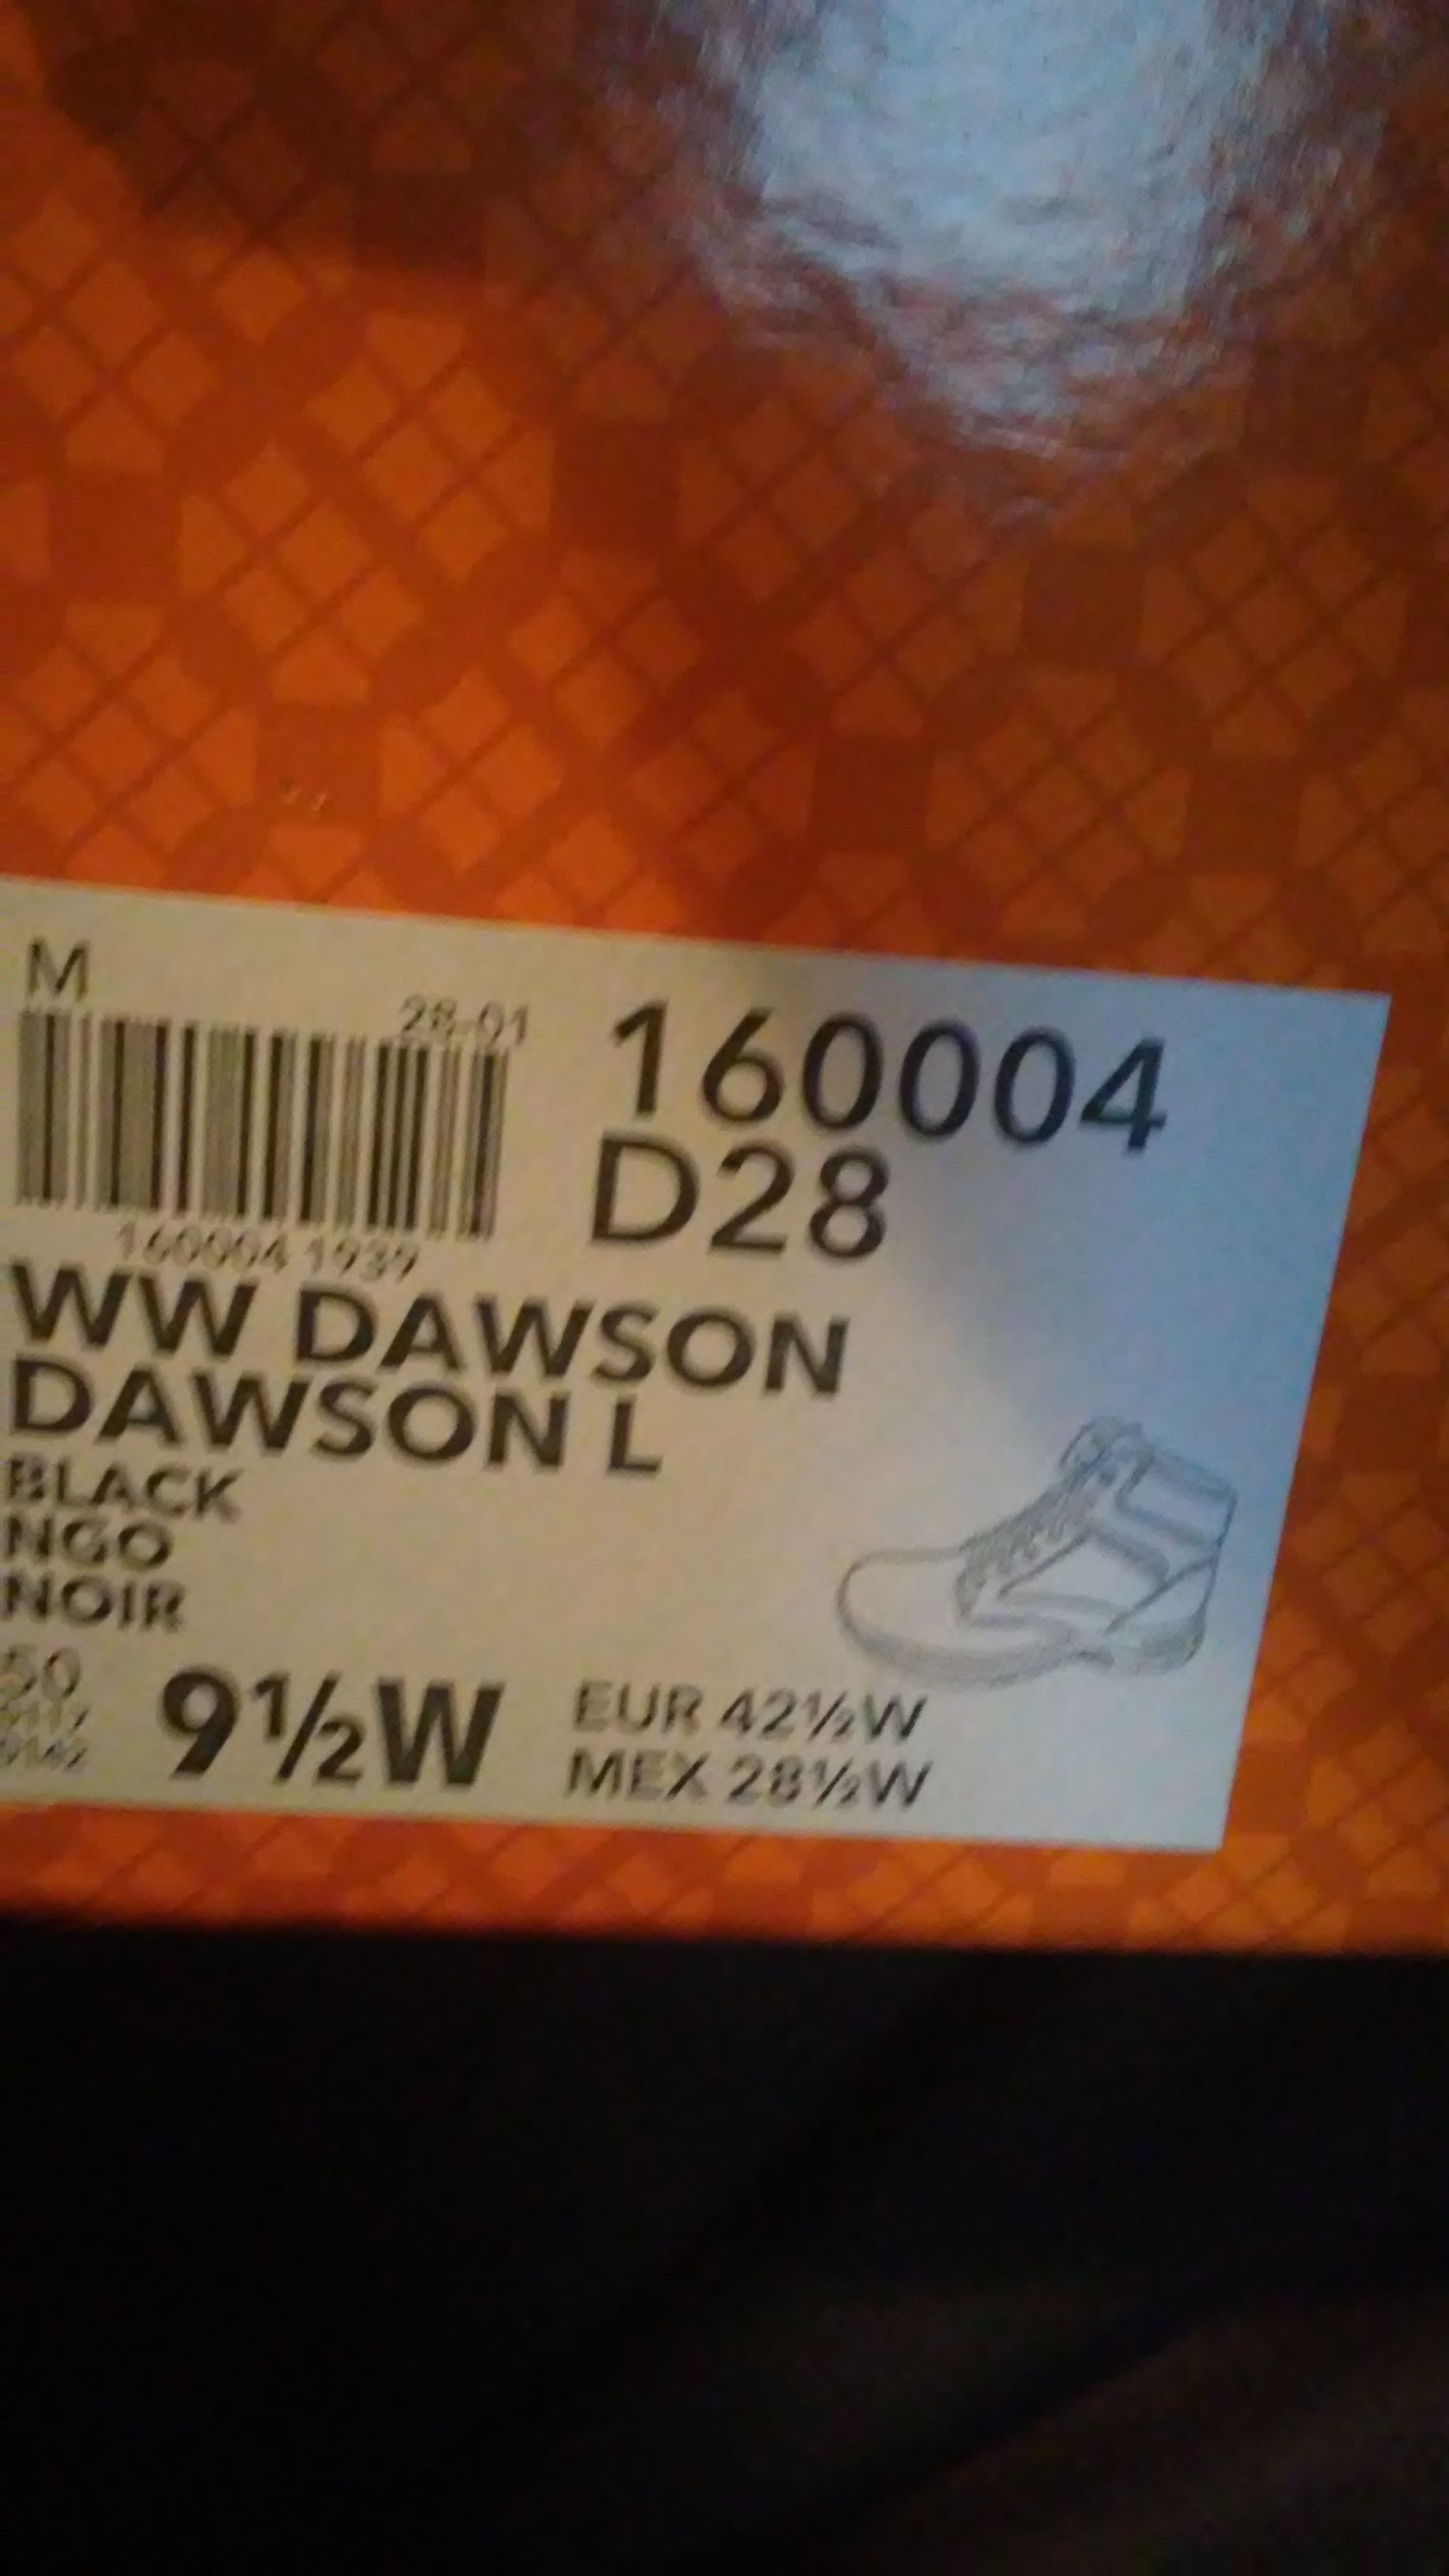 M
28-01
160004
D28
160004 1939
WW DAWSON
DAWSON L
BLACK
NGO
NOIR
50
9½W
EUR 42½W
MEX 28½W